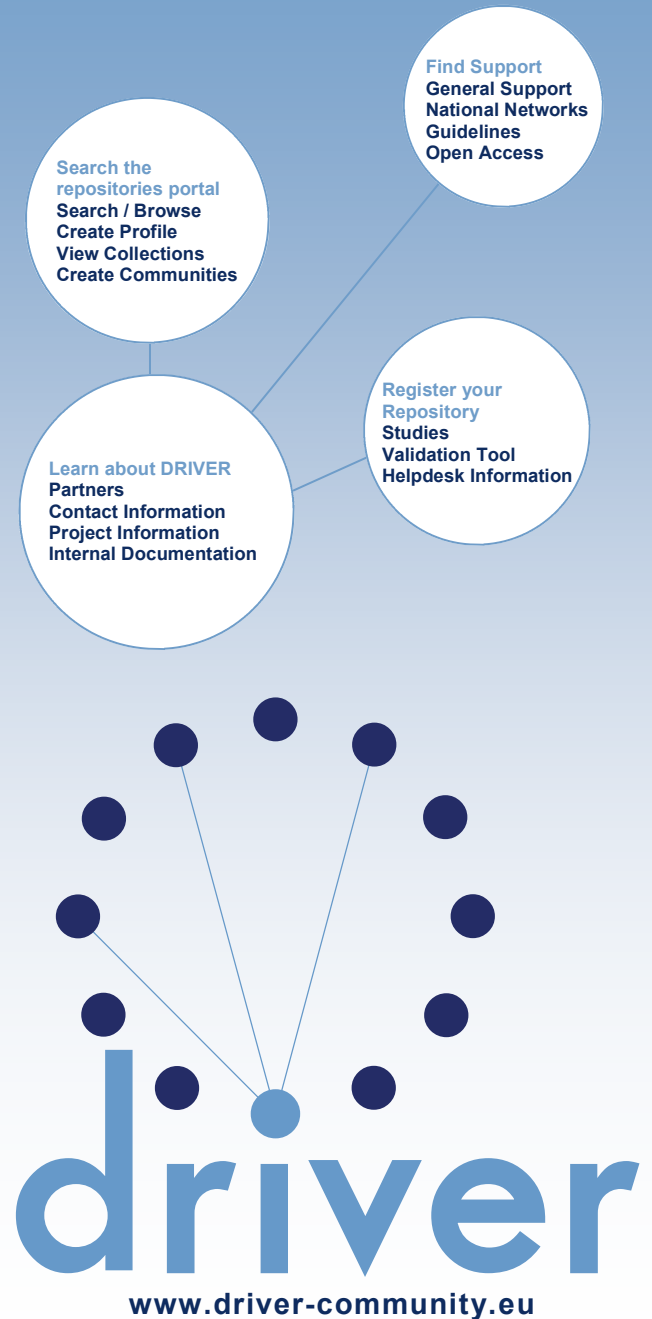 Find Support
General Support
National Networks
Guidelines
Open Access
Search the
repositories portal
Search / Browse
Create Profile
View Collections
Create Communities
Register your
Repository
Studies
Validation Tool
Helpdesk Information
Learn about DRIVER
Partners
Contact Information
Project Information
Internal Documentation
driver
www.driver-community.eu